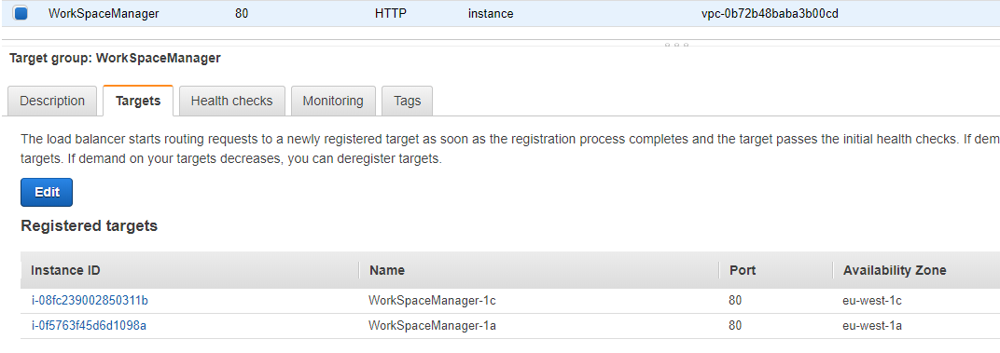 WorkSpaceManager 80 HTTP instance vpc-0b72b48baba3b00cd
Target group: WorkSpaceManager
Description Targets Health checks Monitoring Tags
The load balancer starts routing requests to a newly registered target as soon as the registration process completes and the target passes the initial health checks. If dem
targets. If demand on your targets decreases, you can deregister targets.
Edit
Registered targets
Instance ID Name Port Availability Zone
i-08fc239002850311b WorkSpaceManager-1c 80 eu-west-1c
i-0f5763f45d6d1098a WorkSpaceManager-1a 80 eu-west-1a